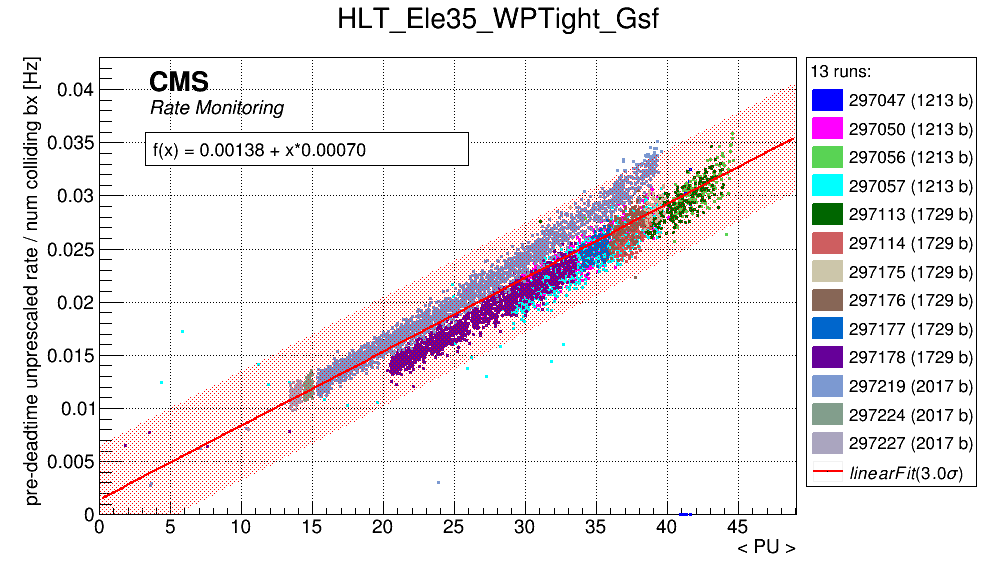 HLT_Ele35_WPTight_Gsf
pre-deadtime unprescaled rate / num colliding bx [Hz]
0.04
0.035
0.03
0.025
0.02
0.015
0.01
0.005
0
CMS
Rate Monitoring
f(x) = 0.00138 + x*0.00070
0 5 10 15 20 25 30 35 40 45
< PU >
13 runs:
297047 (1213 b)
297050 (1213 b)
297056 (1213 b)
297057 (1213 b)
297113 (1729 b)
297114 (1729 b)
297175 (1729 b)
297176 (1729 b)
297177 (1729 b)
297178 (1729 b)
297219 (2017 b)
297224 (2017 b)
297227 (2017 b)
linearFit(3.0σ)